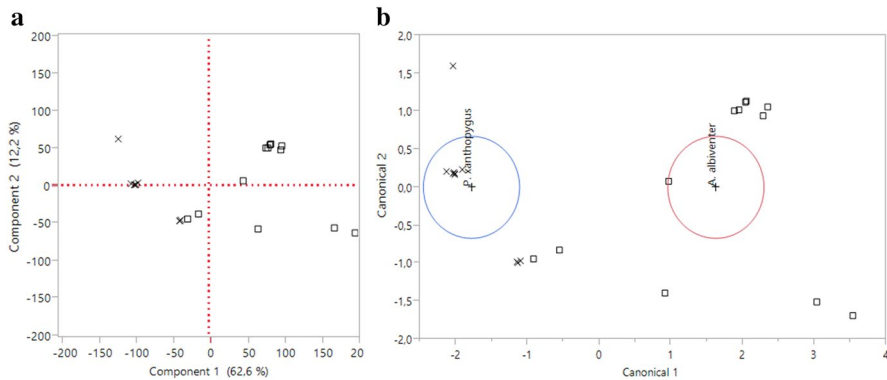 a
200
150
100
50
0
-50
-100
-150
-200
Component 2 (12,2 %)
-200 -150 -100 -50 0 50 100 150 20
Component 1 (62,6 %)
b
2,0
1,5
1,0
0,5
0,0
-0,5
-1,0
-1,5
-2,0
Canonical 2
P. xanthopygus
A. albiventer
-2 -1 0 1 2 3 4
Canonical 1